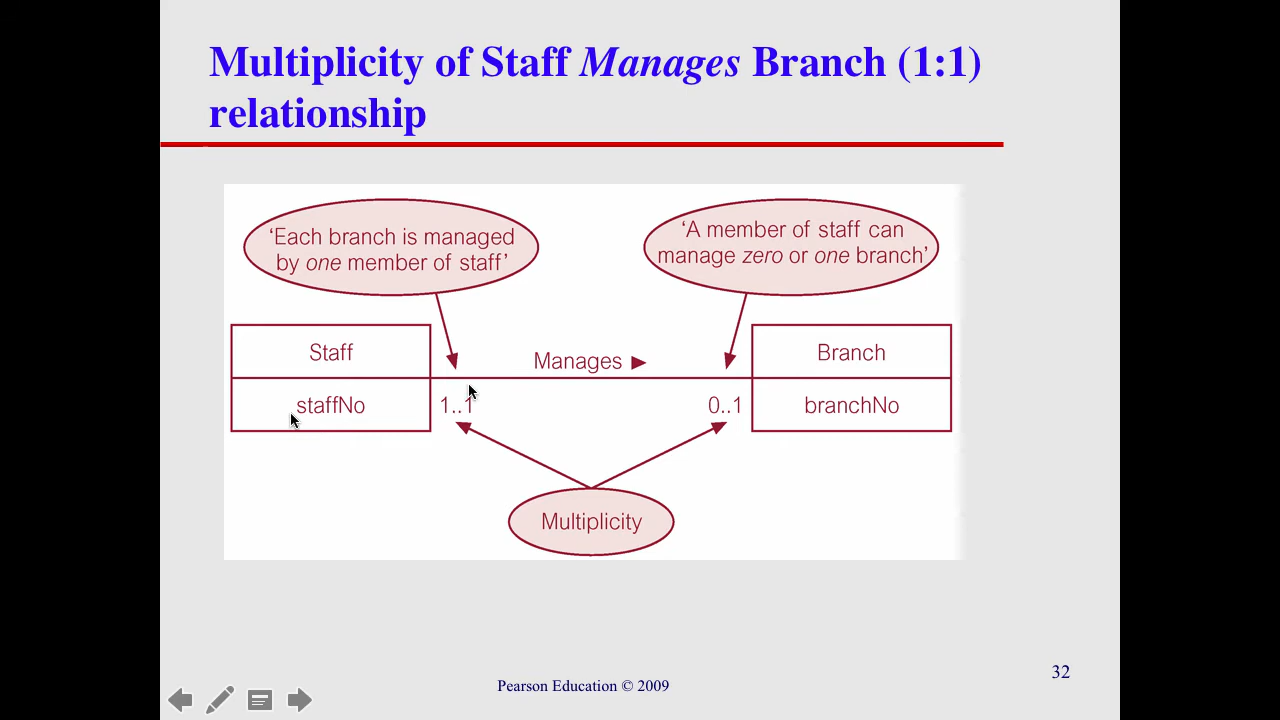 Multiplicity of Staff Manages Branch (1:1)
relationship
‘Each branch is managed
by one member of staff’
‘A member of staff can
manage zero or one branch’
Staff
Manages ►
Branch
staffNo
1..1
0..1
branchNo
Multiplicity
Pearson Education © 2009
32